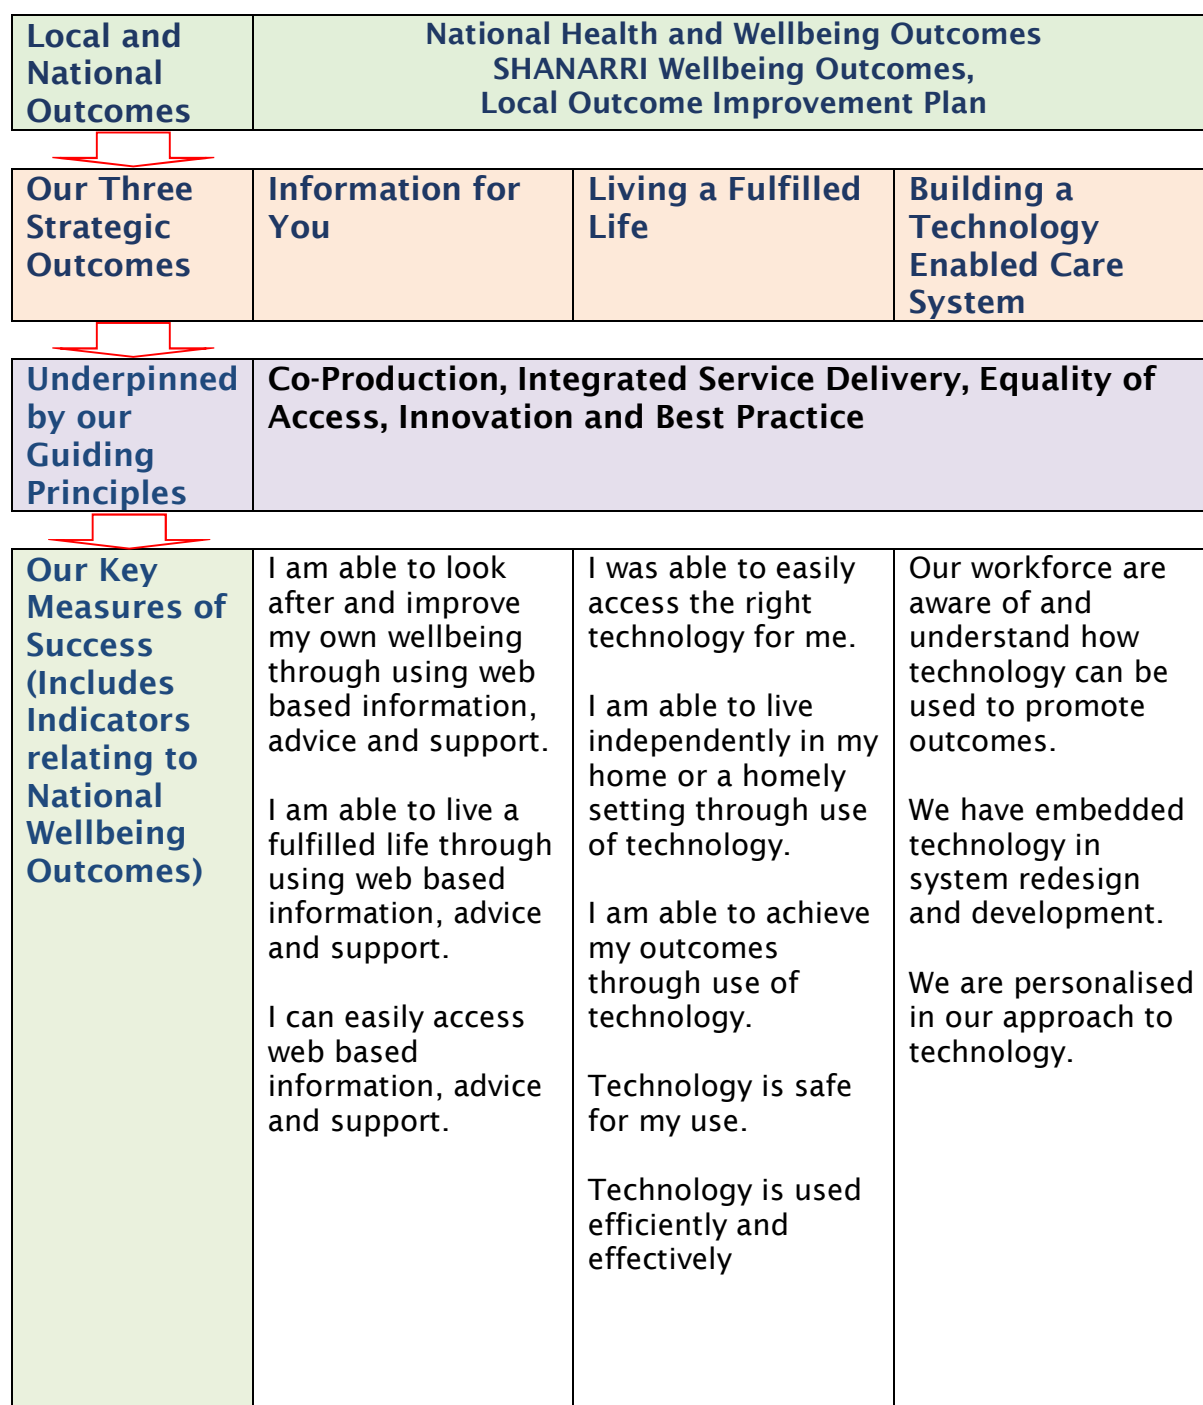 Local and
National
Outcomes
National Health and Wellbeing Outcomes
SHANARRI Wellbeing Outcomes,
Local Outcome Improvement Plan
Our Three
Strategic
Outcomes
Information for
You
Living a Fulfilled
Life
Building a
Technology
Enabled Care
System
Underpinned
by our
Guiding
Principles
Co-Production, Integrated Service Delivery, Equality of
Access, Innovation and Best Practice
Our Key
Measures of
Success
(Includes
Indicators
relating to
National
Wellbeing
Outcomes)
I am able to look
after and improve
my own wellbeing
through using web
based information,
advice and support.
I am able to live a
fulfilled life through
using web based
information, advice
and support.
I can easily access
web based
information, advice
and support.
I was able to easily
access the right
technology for me.
I am able to live
independently in my
home or a homely
setting through use
of technology.
I am able to achieve
my outcomes
through use of
technology.
Technology is safe
for my use.
Technology is used
efficiently and
effectively
Our workforce are
aware of and
understand how
technology can be
used to promote
outcomes.
We have embedded
technology in
system redesign
and development.
We are personalised
in our approach to
technology.